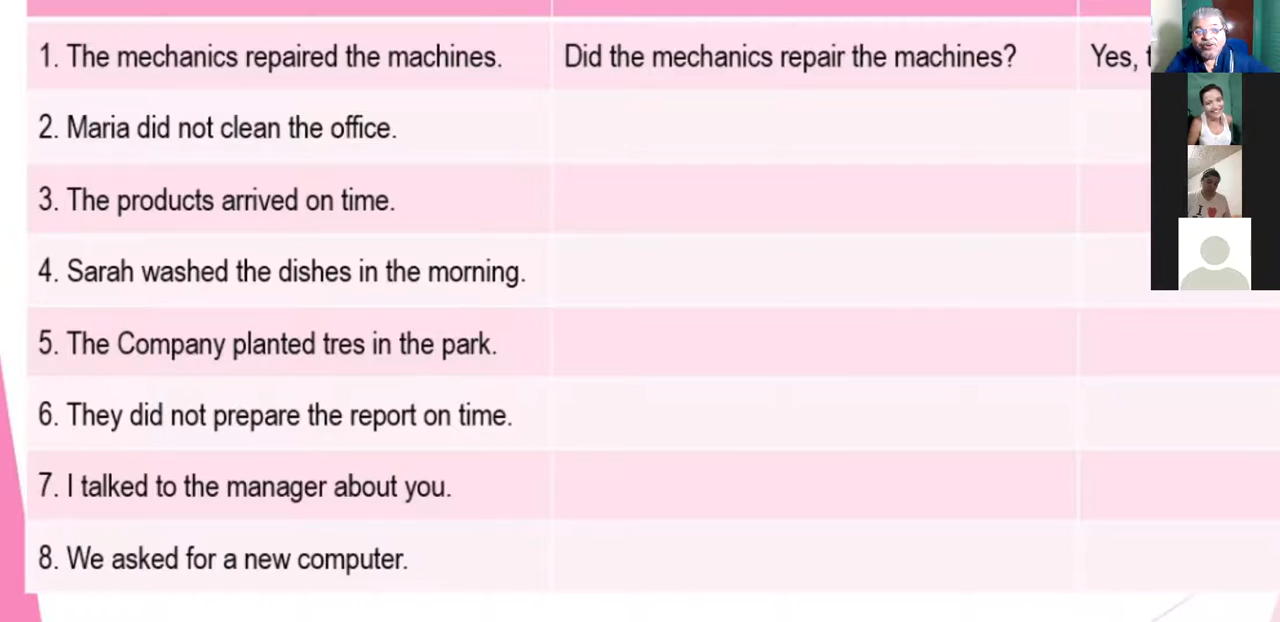 1. The mechanics repaired the machines. Did the mechanics repair the machines? Yes,
2. Maria did not clean the office.
3. The products arrived on time.
4. Sarah washed the dishes in the morning.
5. The Company planted tres in the park.
6. They did not prepare the report on time.
7. I talked to the manager about you.
8. We asked for a new computer.
I